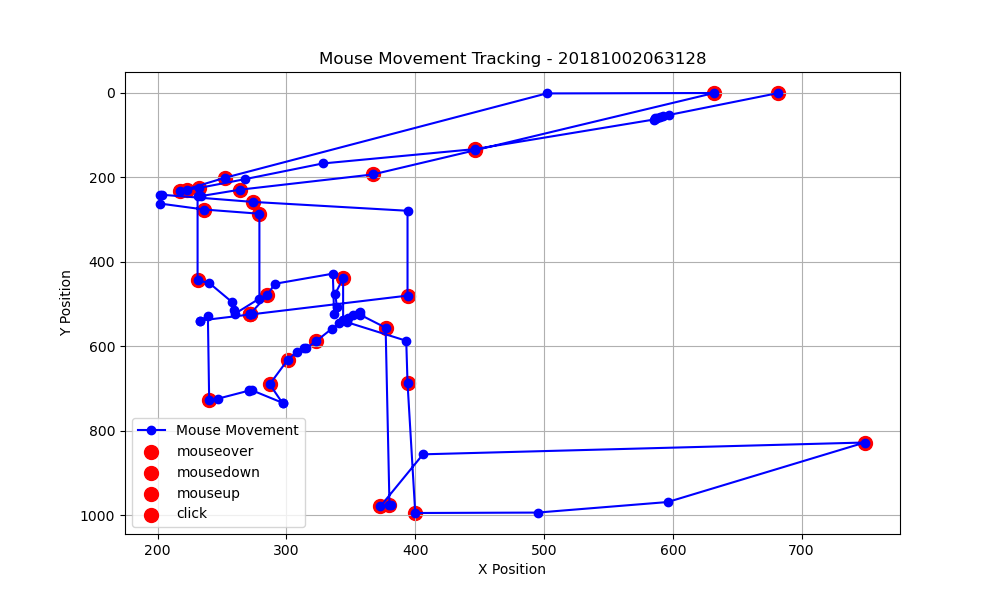 Mouse Movement Tracking - 20181002063128
0
200
400
600
800
1000
Y Position
Mouse Movement
mouseover
mousedown
mouseup
click
200
300
400
500
600
700
X Position